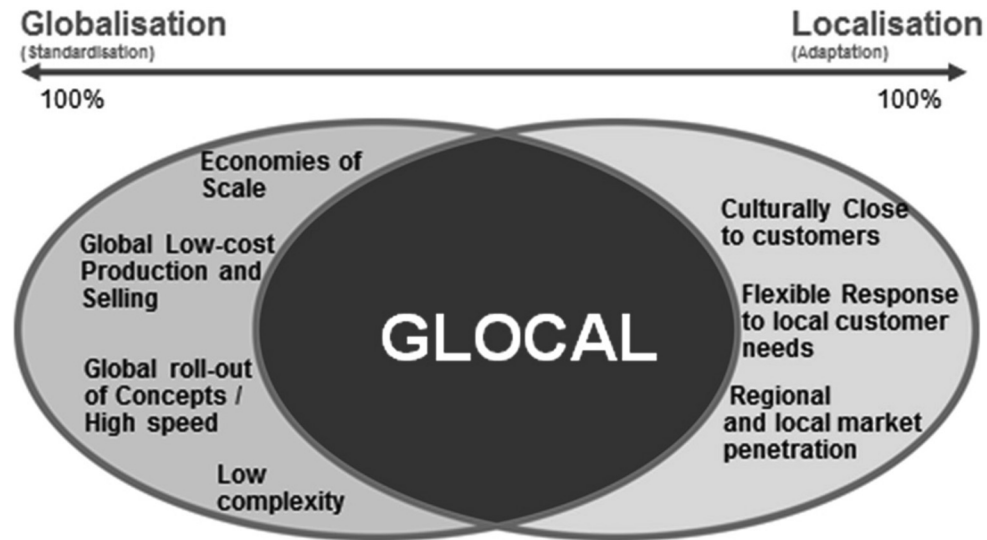 Globalisation
(Standardisation)
Localisation
(Adaptation)
100%
100%
Economies of
Scale
Global Low-cost
Production and
Selling
Global roll-out
of Concepts /
High speed
Low
complexity
GLOCAL
Culturally Close
to customers
Flexible Response
to local customer
needs
Regional
and local market
penetration